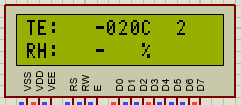 TE: -020C 2
RH: - %
VSS VDD VEE RS RW E D0 D1 D2 D3 D4 D5 D6 D7